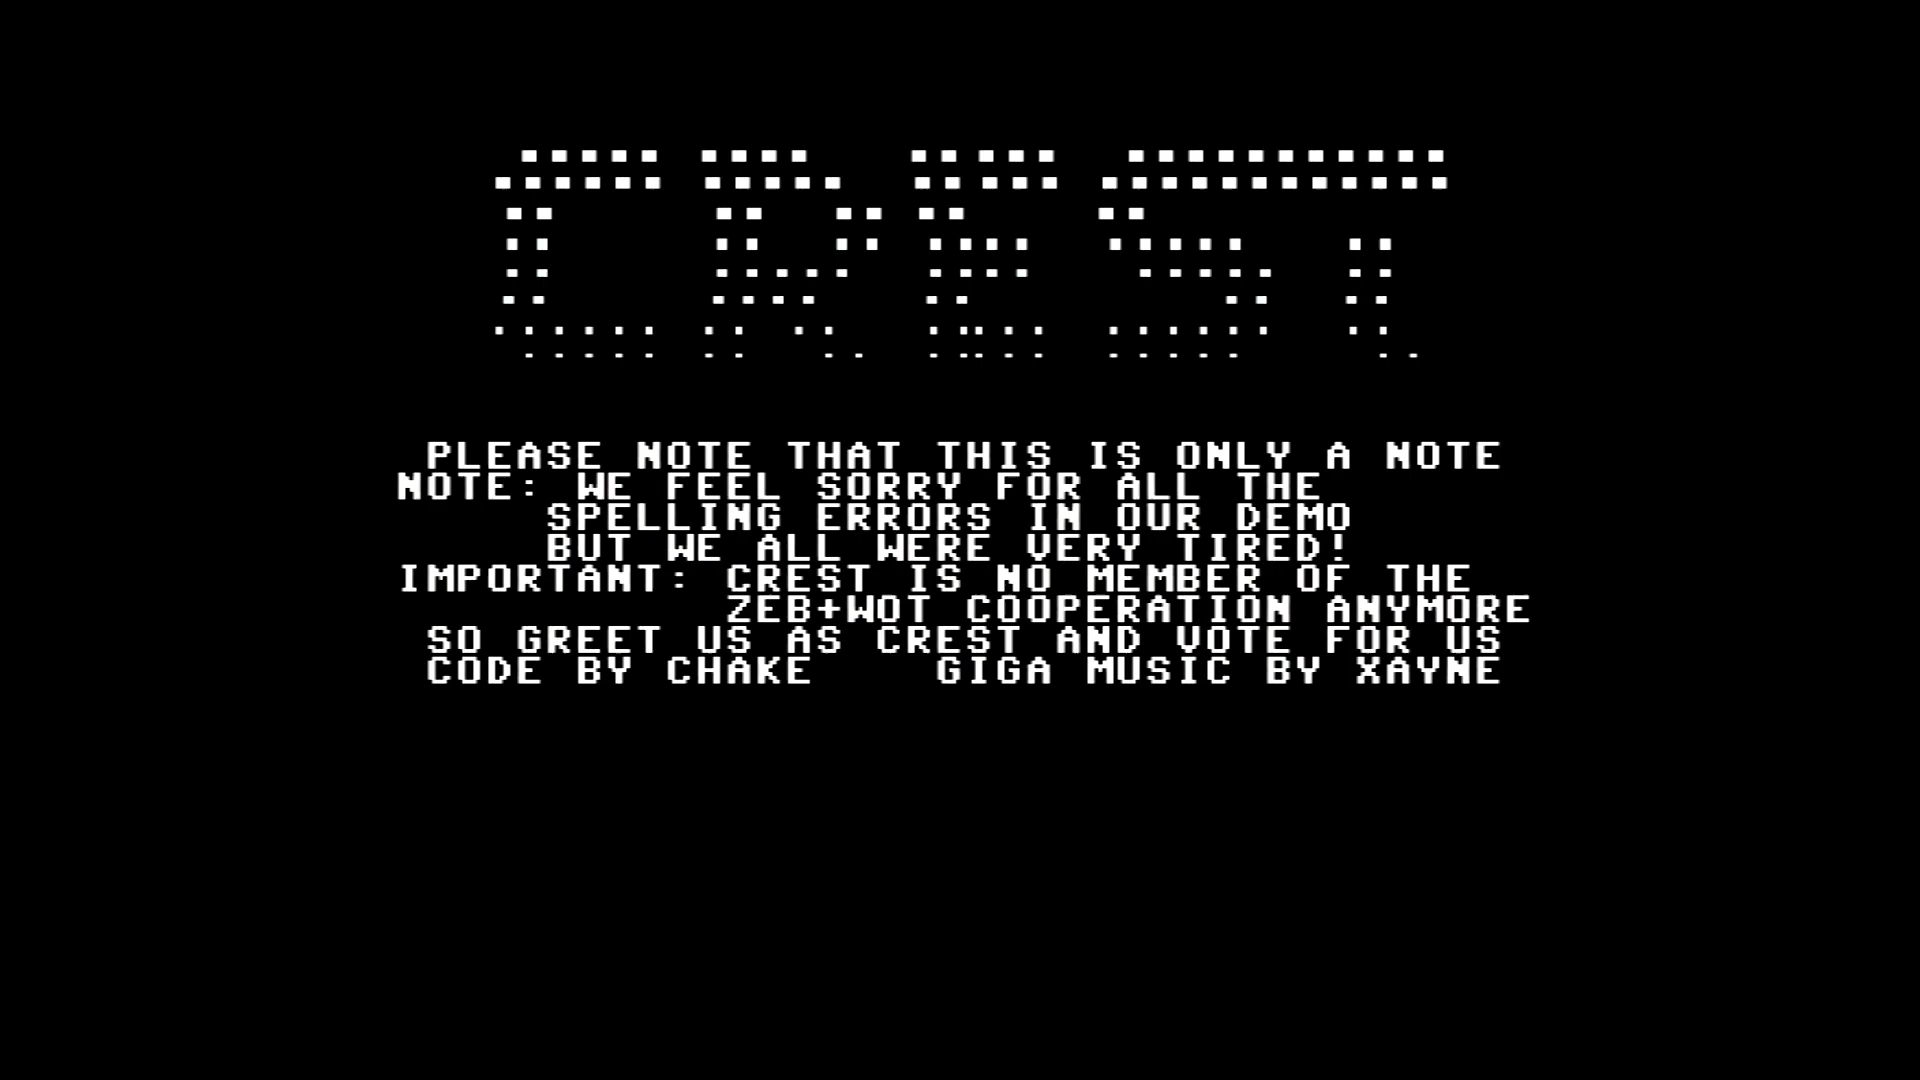 CREST
PLEASE NOTE THAT THIS IS ONLY A NOTE
NOTE: WE FEEL SORRY FOR ALL THE
SPELLING ERRORS IN OUR DEMO
BUT WE ALL WERE VERY TIRED!
IMPORTANT: CREST IS NO MEMBER OF THE
ZEB+WOT COOPERATION ANYMORE
SO GREET US AS CREST AND VOTE FOR US
CODE BY CHAKE GIGA MUSIC BY XAYNE